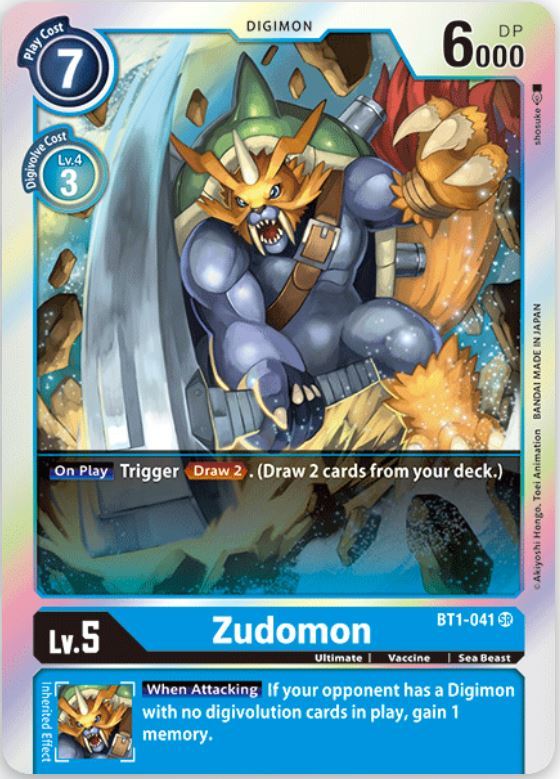 DIGIMON
Play Cost
7
DP
6000
Digivolve Cost
Lv.4
3
shosuke
On Play Trigger Draw 2 . (Draw 2 cards from your deck.)
©Akiyoshi Hongo, Toei Animation BANDAI MADE IN JAPAN
Lv.5
Zudomon
BT1-041 SR
Ultimate | Vaccine | Sea Beast
Inherited Effect
When Attacking If your opponent has a Digimon
with no digivolution cards in play, gain 1
memory.